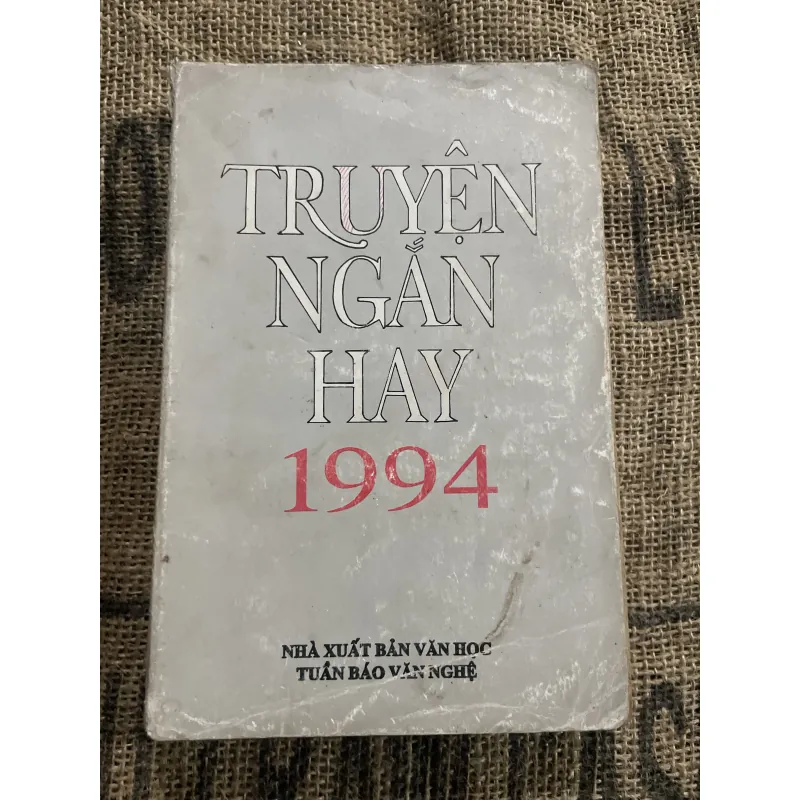 TRUYỆN
NGẮN
HAY
1994
NHÀ XUẤT BẢN VĂN HỌC
TUẦN BÁO VĂN NGHỆ